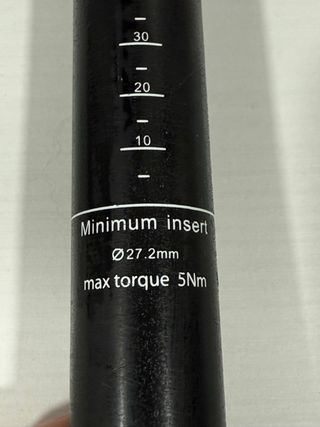 30
20
10
Minimum insert
Ø27.2mm
max torque 5Nm